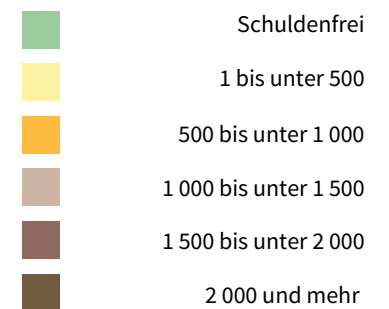 Schuldenfrei
1 bis unter 500
500 bis unter 1 000
1 000 bis unter 1 500
1 500 bis unter 2 000
2 000 und mehr